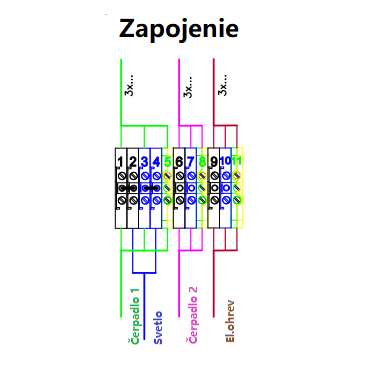 Zapojenie
3x...
3x...
3x...
1 2 3 4 5 6 7 8 9 10 11
Čerpadlo 1
Svetlo
Čerpadlo 2
El.ohrev